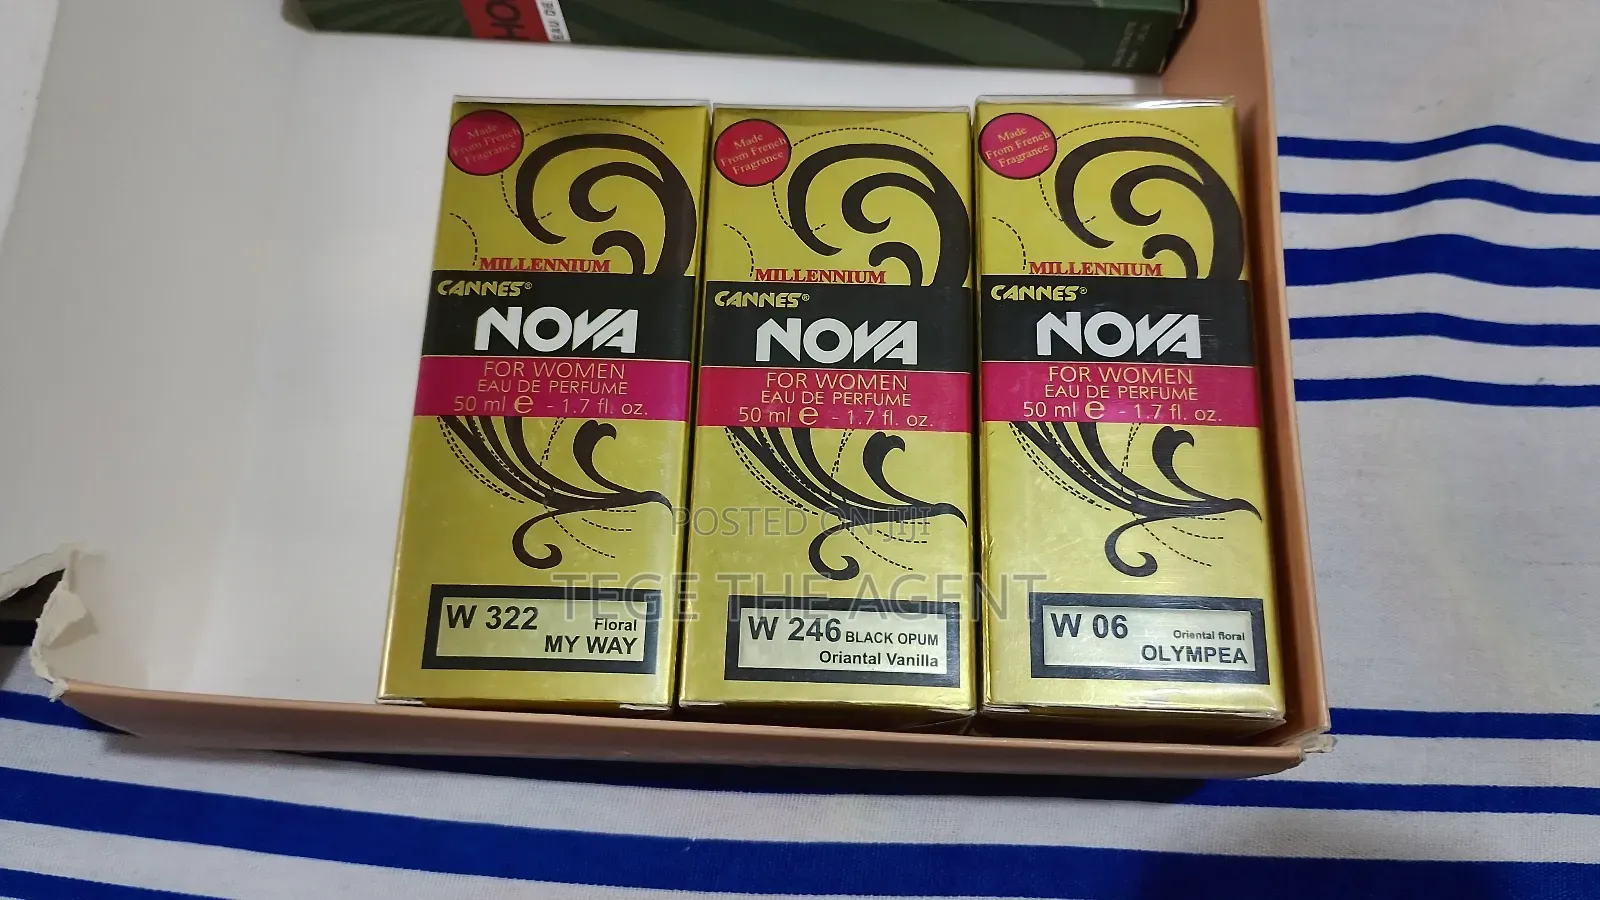 HO
EAU DE
Made
From French
Fragrance
MILLENNIUM
CANNES®
NOVA
FOR WOMEN
EAU DE PERFUME
50 ml e - 1.7 fl. oz.
W 322
Floral
MY WAY
Made
From French
Fragrance
MILLENNIUM
CANNES®
NOVA
FOR WOMEN
EAU DE PERFUME
50 ml e - 1.7 fl. oz.
W 246 BLACK OPUM
Oriantal Vanilla
Made
From French
Fragrance
MILLENNIUM
CANNES®
NOVA
FOR WOMEN
EAU DE PERFUME
50 ml e - 1.7 fl. oz.
W 06
Oriental floral
OLYMPEA
POSTED ON JIJI
TEGE THE AGENT